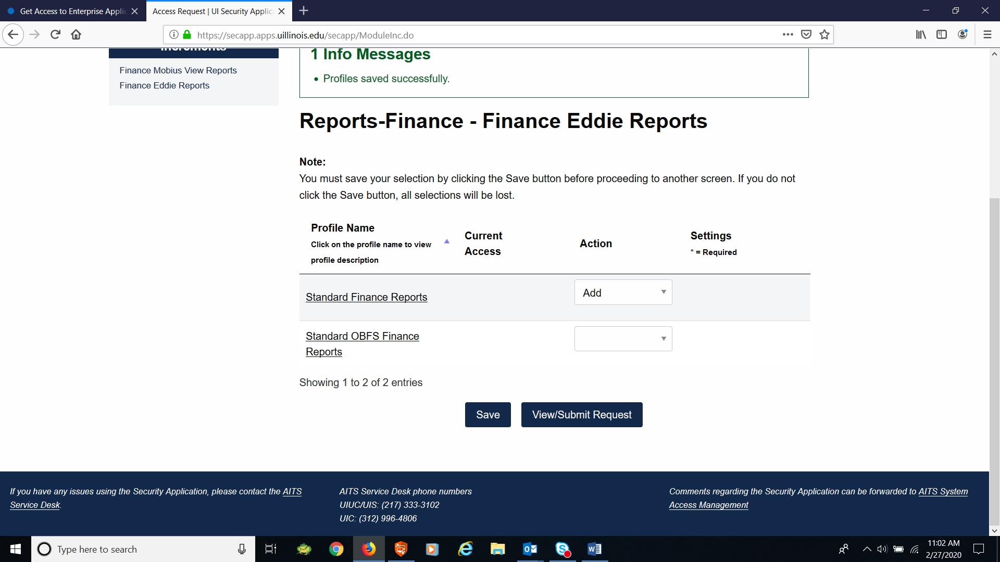 Get Access to Enterprise Applic
Access Request | UI Security Applica
https://secapp.apps.uillinois.edu/secapp/ModuleInc.do
Increments
Finance Mobius View Reports
Finance Eddie Reports
1 Info Messages
• Profiles saved successfully.
Reports-Finance - Finance Eddie Reports
Note:
You must save your selection by clicking the Save button before proceeding to another screen. If you do not
click the Save button, all selections will be lost.
Profile Name
Click on the profile name to view
profile description
Current
Access
Action
Settings
* = Required
Standard Finance Reports
Add
Standard OBFS Finance
Reports
Showing 1 to 2 of 2 entries
Save
View/Submit Request
If you have any issues using the Security Application, please contact the AITS
Service Desk.
AITS Service Desk phone numbers
UIUC/UIS: (217) 333-3102
UIC: (312) 996-4806
Comments regarding the Security Application can be forwarded to AITS System
Access Management
Type here to search
11:02 AM
2/27/2020